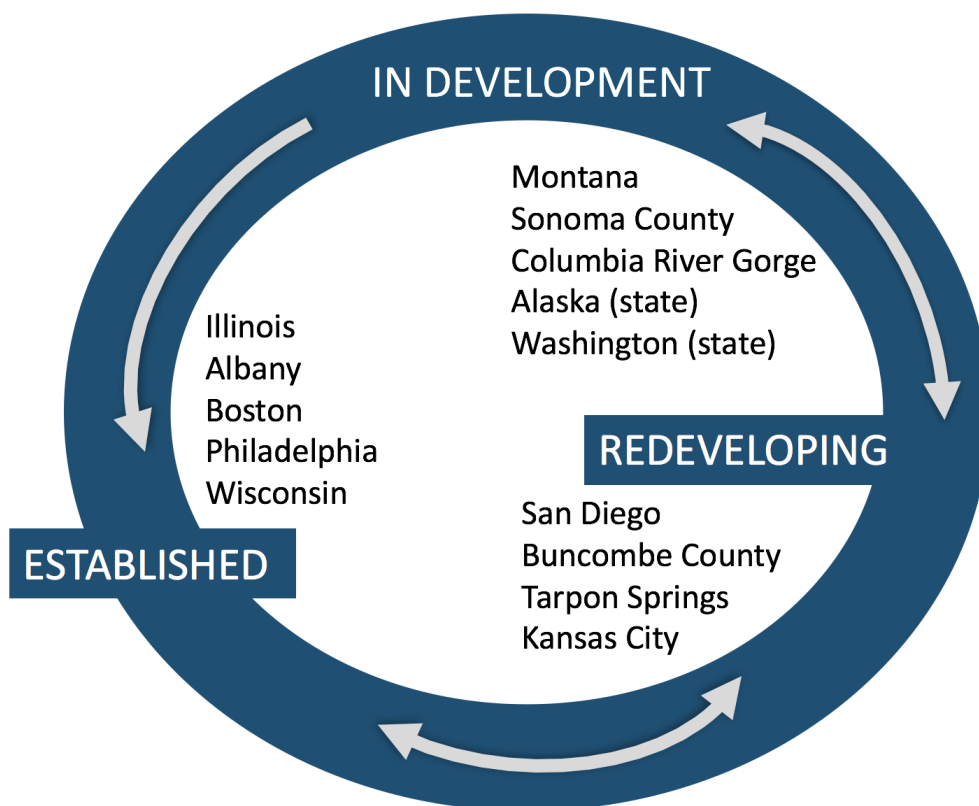 IN DEVELOPMENT
Montana
Sonoma County
Columbia River Gorge
Alaska (state)
Washington (state)
Illinois
Albany
Boston
Philadelphia
Wisconsin
ESTABLISHED
REDEVELOPING
San Diego
Buncombe County
Tarpon Springs
Kansas City